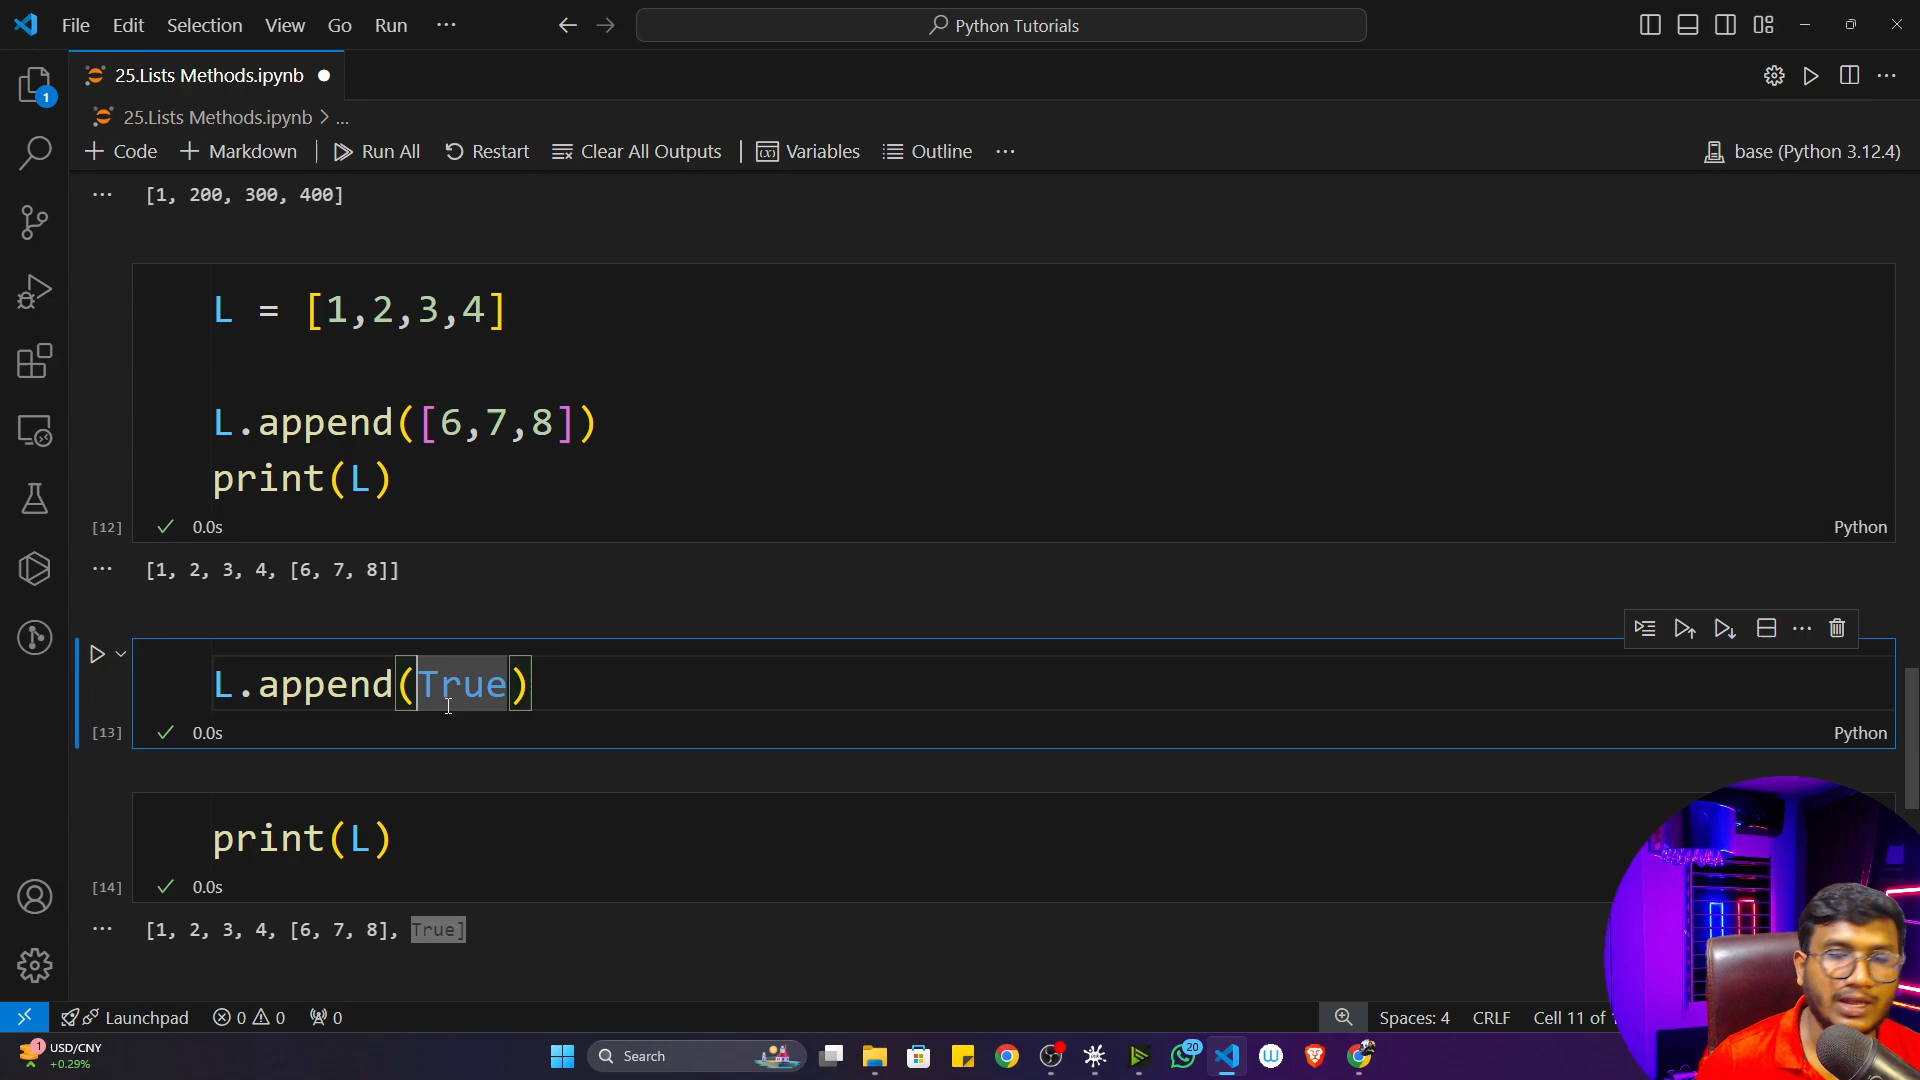 File Edit Selection View Go Run ···
Python Tutorials
25.Lists Methods.ipynb
25.Lists Methods.ipynb > ...
+ Code + Markdown Run All Restart Clear All Outputs Variables Outline ··· base (Python 3.12.4)
[1, 200, 300, 400]
L = [1,2,3,4]
L.append([6,7,8])
print(L)
[12] 0.0s Python
[1, 2, 3, 4, [6, 7, 8]]
L.append(True)
[13] 0.0s Python
print(L)
[14] 0.0s
[1, 2, 3, 4, [6, 7, 8], True]
Launchpad 0 0 0 Spaces: 4 CRLF Cell 11 of
1 USD/CNY
+0.29%
Search
20
1